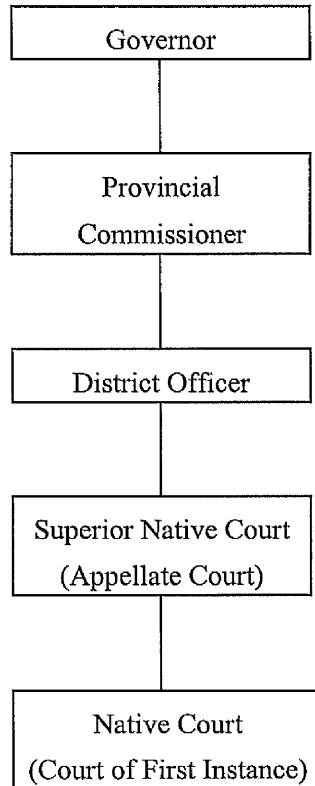 Governor
Provincial
Commissioner
District Officer
Superior Native Court
(Appellate Court)
Native Court
(Court of First Instance)